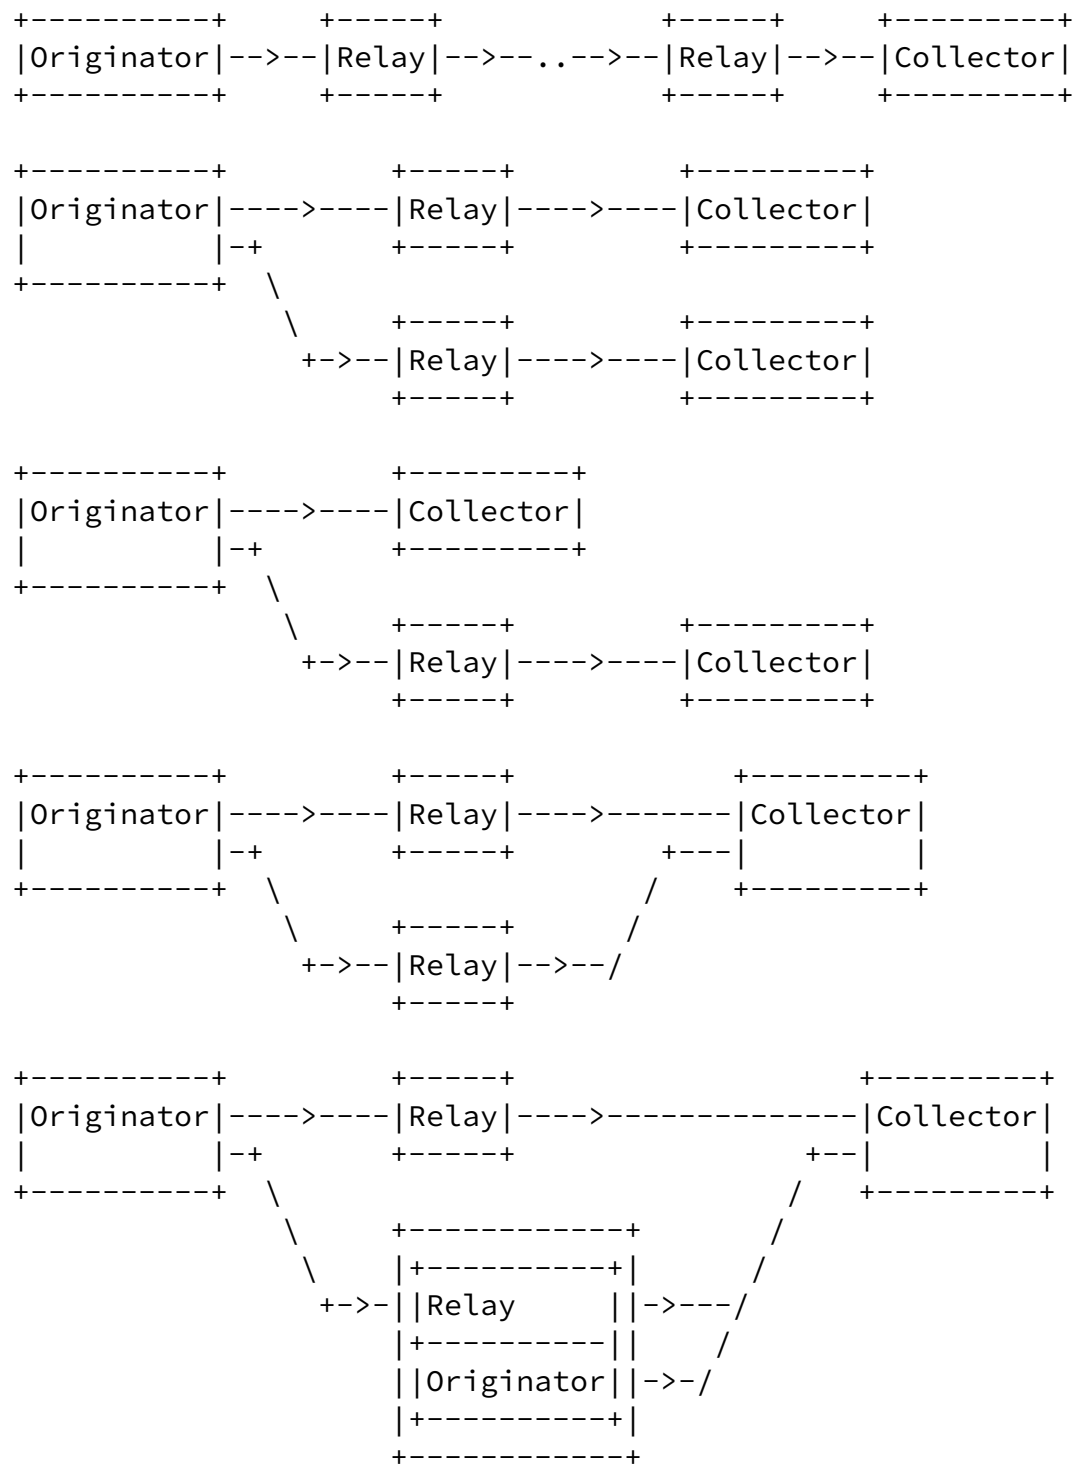 +----------+     +-----+            +-----+     +---------+
|Originator|-->--|Relay|-->--..-->--|Relay|-->--|Collector|
+----------+     +-----+            +-----+     +---------+

+----------+         +-----+         +---------+
|Originator|---->----|Relay|---->----|Collector|
|          |-+       +-----+         +---------+
+----------+  \
               \     +-----+         +---------+
                +->--|Relay|---->----|Collector|
                     +-----+         +---------+

+----------+         +---------+
|Originator|---->----|Collector|
|          |-+       +---------+
+----------+  \
               \     +-----+         +---------+
                +->--|Relay|---->----|Collector|
                     +-----+         +---------+

+----------+         +-----+            +---------+
|Originator|---->----|Relay|---->-------|Collector|
|          |-+       +-----+        +---|         |
+----------+  \                    /    +---------+
               \     +-----+      /
                +->--|Relay|-->--/
                     +-----+

+----------+         +-----+                   +---------+
|Originator|---->----|Relay|---->--------------|Collector|
|          |-+       +-----+                +--|         |
+----------+  \                            /   +---------+
               \     +------------+       /
                \    |+----------+|      /
                 +->-||Relay     ||->---/
                     |+----------||    /
                     ||Originator||->-/
                     |+----------+|
                     +------------+